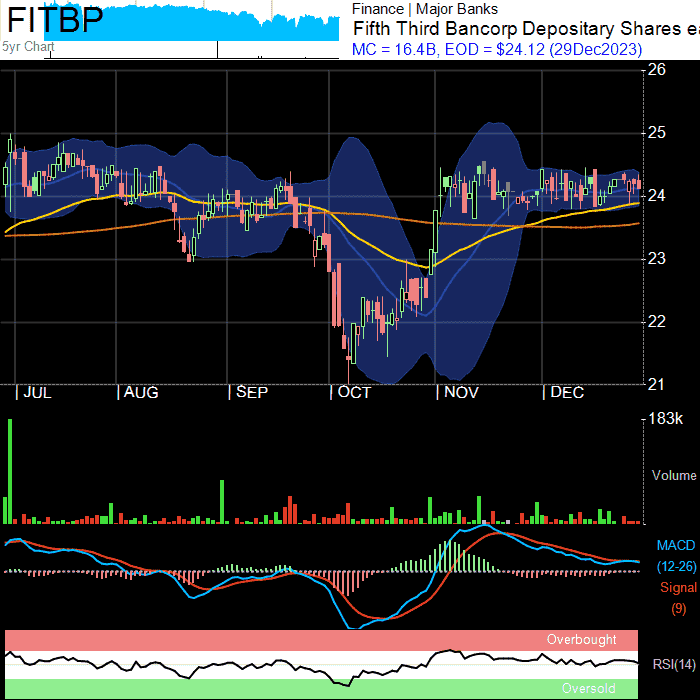 FITBP
5yr Chart
Finance | Major Banks
Fifth Third Bancorp Depositary Shares ea
MC = 16.4B, EOD = $24.12 (29Dec2023)
26
25
24
23
22
21
| JUL | AUG | SEP | OCT | NOV | DEC
183k
Volume
MACD
(12-26)
Signal
(9)
Overbought
RSI(14)
Oversold